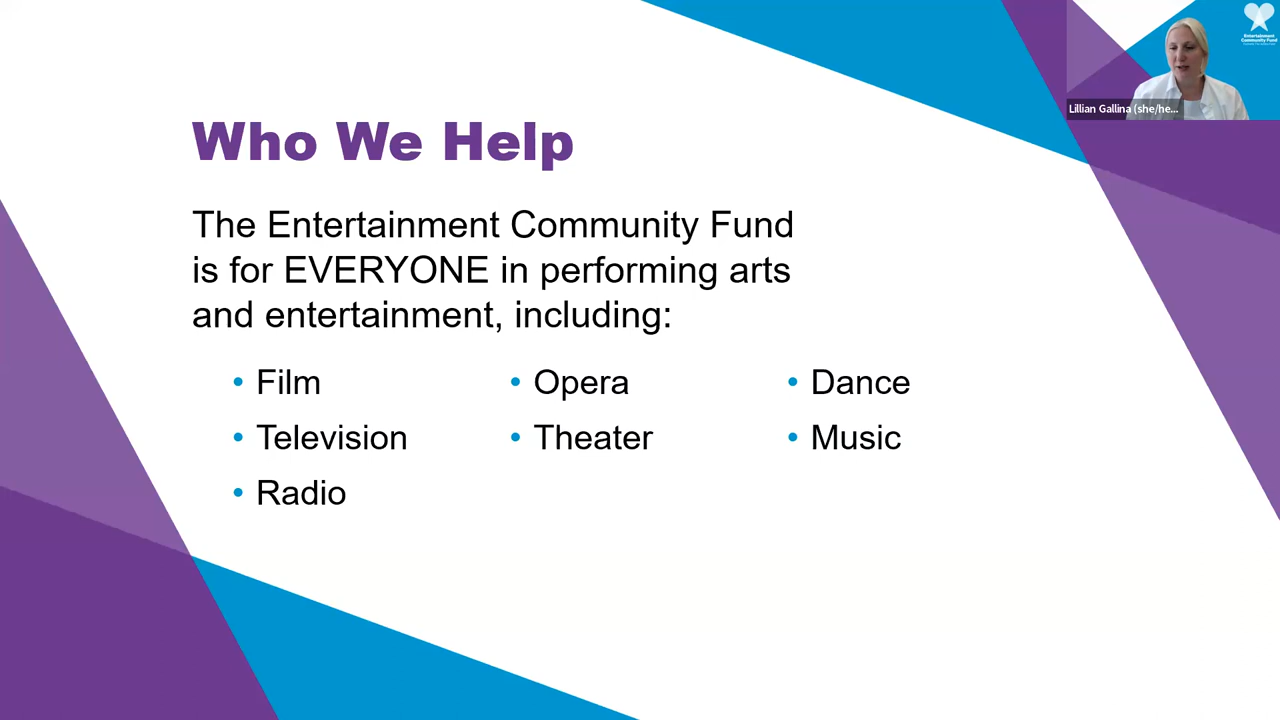 Who We Help
The Entertainment Community Fund
is for EVERYONE in performing arts
and entertainment, including:
• Film
• Television
• Radio
• Opera
• Theater
• Dance
• Music
Entertainment
Community Fund
Lillian Gallina (she/he...